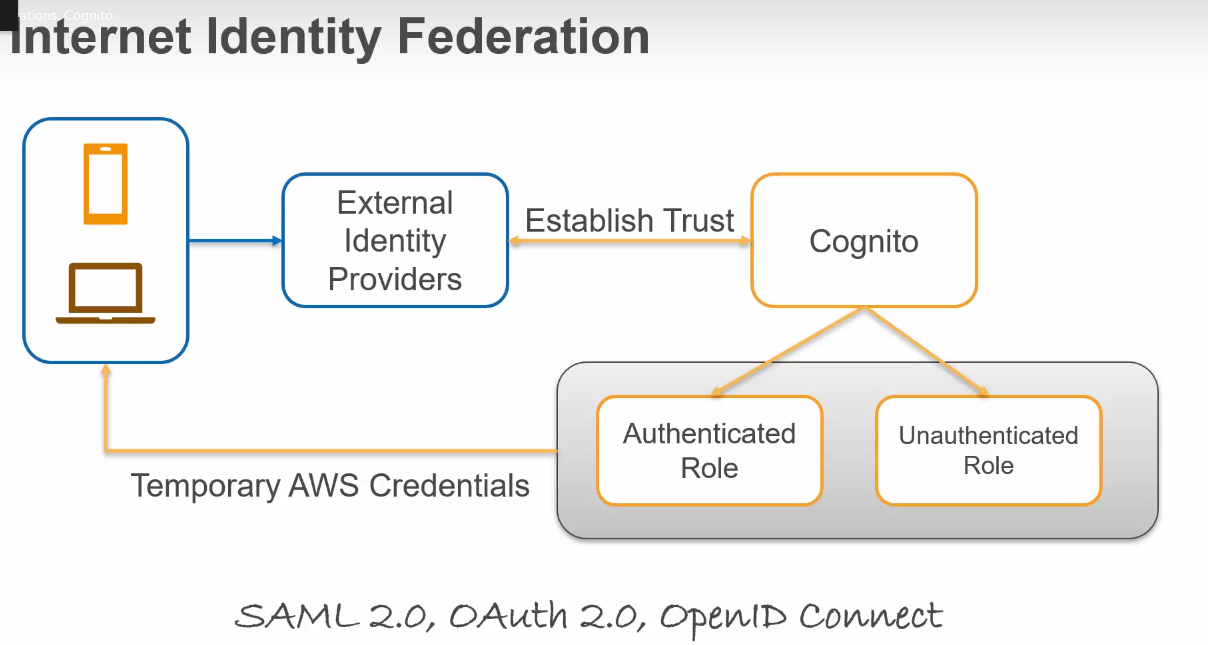 ations, Cognito
Internet Identity Federation
External
Identity
Providers
Establish Trust
Cognito
Authenticated
Role
Unauthenticated
Role
Temporary AWS Credentials
SAML 2.0, OAuth 2.0, OpenID Connect